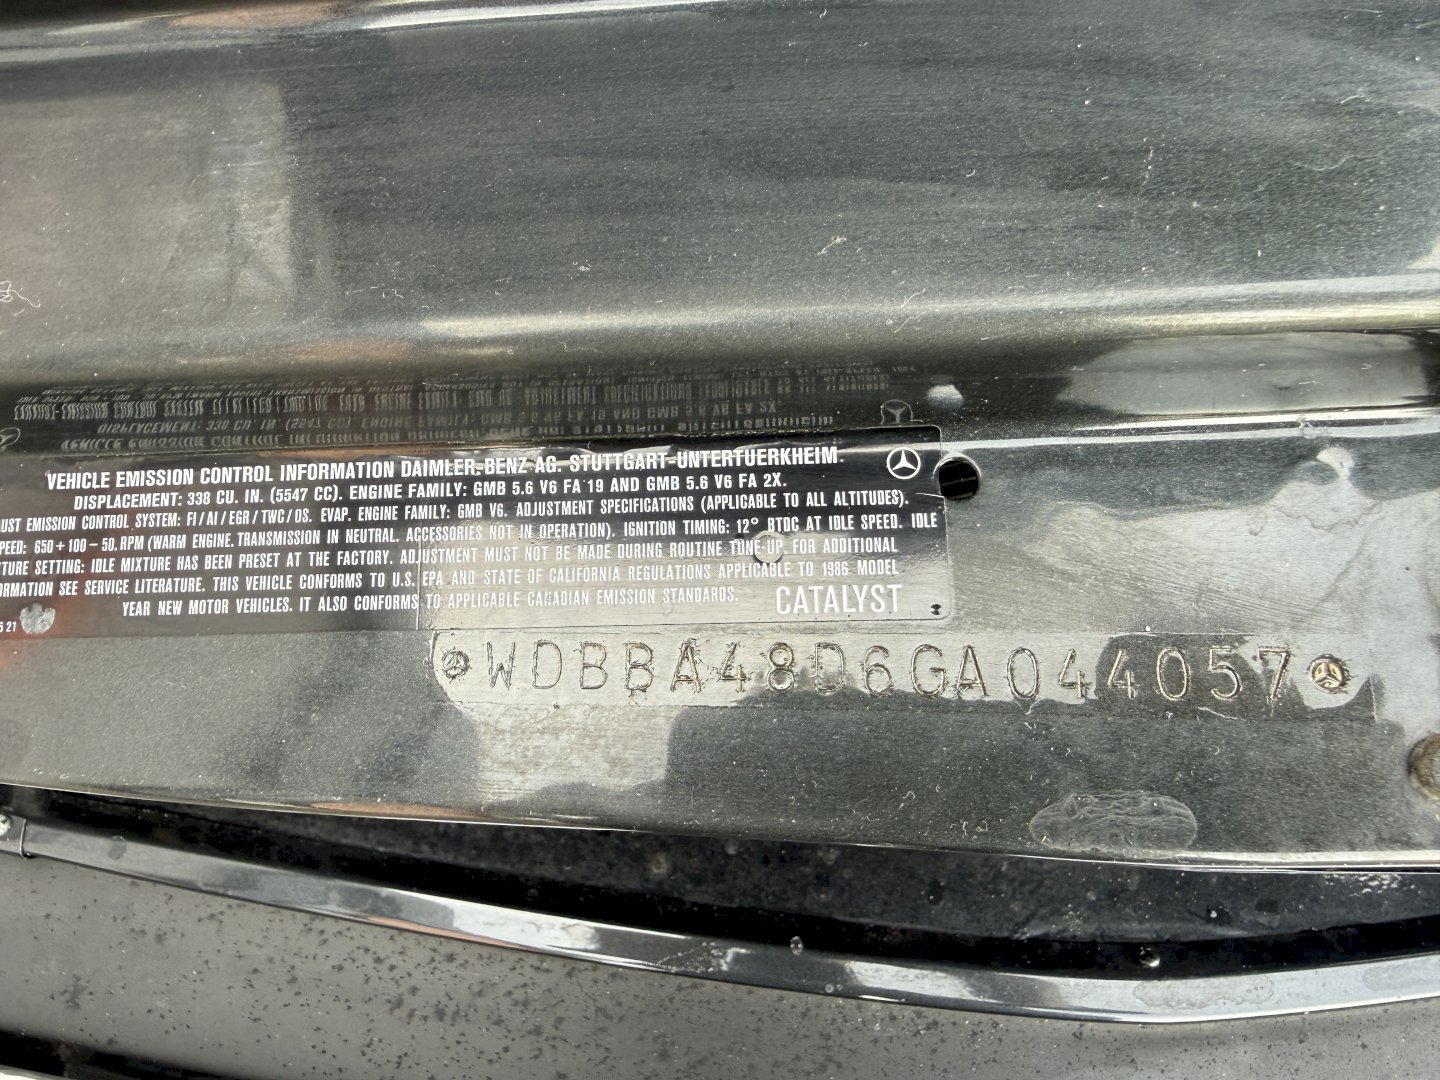 VEHICLE EMISSION CONTROL INFORMATION DAIMLER-BENZ AG. STUTTGART-UNTERTUERKHEIM
DISPLACEMENT: 338 CU. IN. (5547 CC). ENGINE FAMILY: GMB 5.6 V6 FA 19 AND GMB 5.6 V6 FA 2X.
UST EMISSION CONTROL SYSTEM: FI/AI/EGR/TWC/OS. EVAP. ENGINE FAMILY: GMB V6. ADJUSTMENT SPECIFICATIONS (APPLICABLE TO ALL ALTITUDES).
PEED: 650+100-50.RPM (WARM ENGINE.TRANSMISSION IN NEUTRAL. ACCESSORIES NOT IN OPERATION). IGNITION TIMING: 12° BTDC AT IDLE SPEED. IDLE
TURE SETTING: IDLE MIXTURE HAS BEEN PRESET AT THE FACTORY. ADJUSTMENT MUST NOT BE MADE DURING ROUTINE TUNE-UP. FOR ADDITIONAL
RMATION SEE SERVICE LITERATURE. THIS VEHICLE CONFORMS TO U.S. EPA AND STATE OF CALIFORNIA REGULATIONS APPLICABLE TO 1986 MODEL
YEAR NEW MOTOR VEHICLES. IT ALSO CONFORMS TO APPLICABLE CANADIAN EMISSION STANDARDS. CATALYST
6 21
WDBBA48D6GA044057